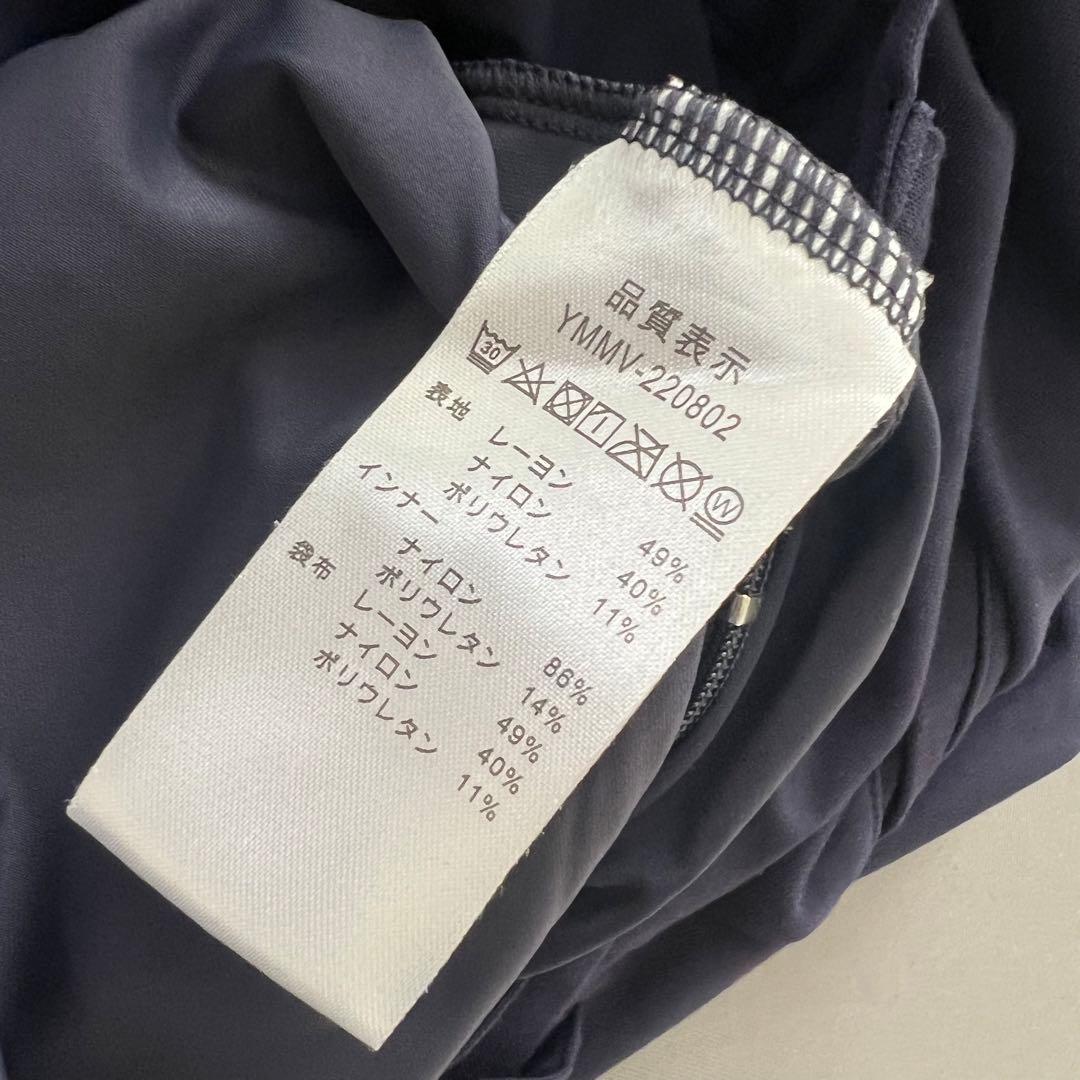 品質表示
YMMV-220802
30 W
表地 レーヨン 49%
ナイロン 40%
ポリウレタン 11%
インナー ナイロン 86%
ポリウレタン 14%
袋布 レーヨン 49%
ナイロン 40%
ポリウレタン 11%